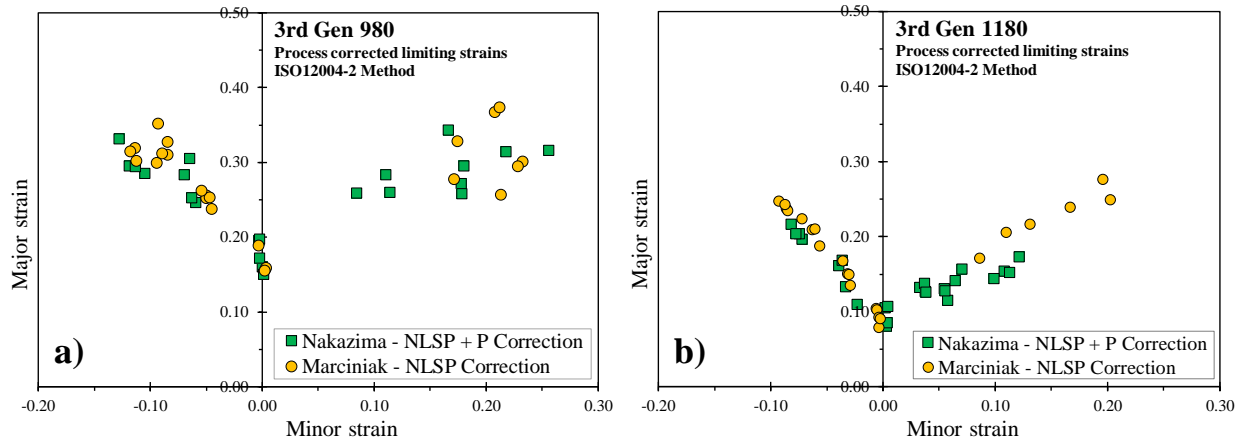 0.50
3rd Gen 980
Process corrected limiting strains
ISO12004-2 Method
0.40
0.30
0.20
0.10
0.00
-0.20
-0.10
0.00
0.10
0.20
0.30
Major strain
Minor strain
a)
Nakazima - NLSP + P Correction
Marciniak - NLSP Correction
0.50
3rd Gen 1180
Process corrected limiting strains
ISO12004-2 Method
0.40
0.30
0.20
0.10
0.00
-0.20
-0.10
0.00
0.10
0.20
0.30
Major strain
Minor strain
b)
Nakazima - NLSP + P Correction
Marciniak - NLSP Correction